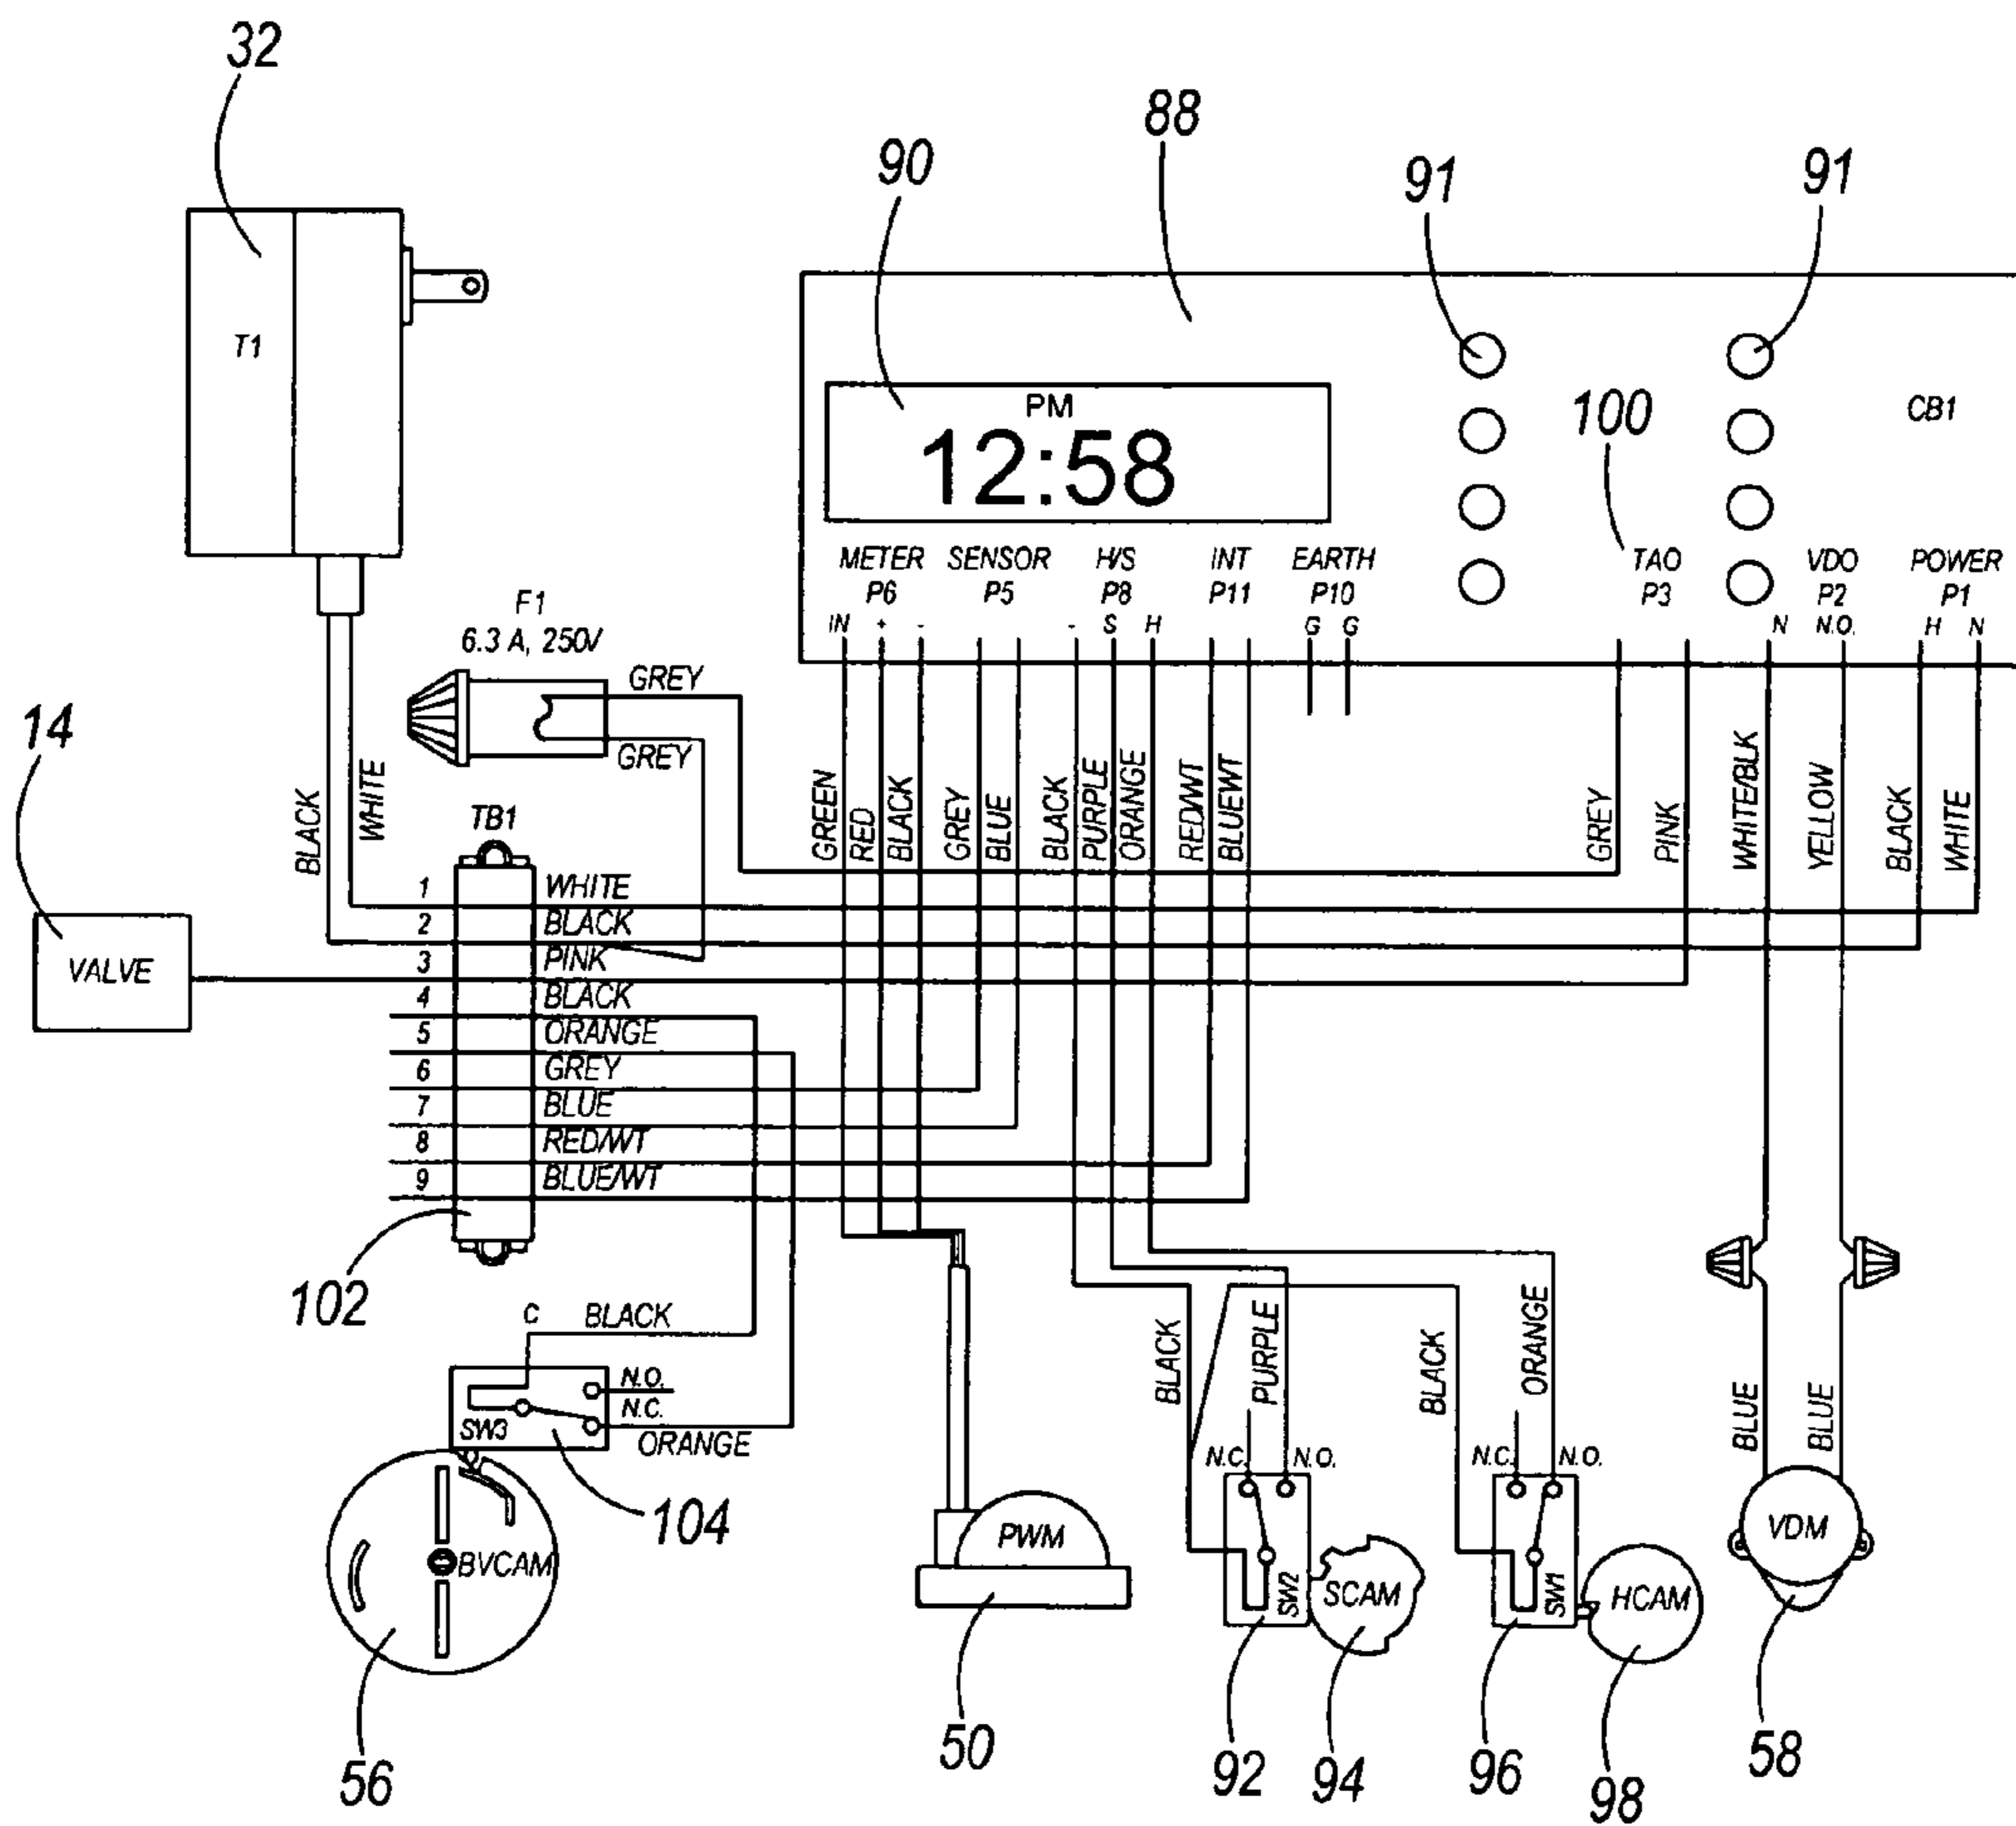 32
88
90
91
91
T1
PM
12:58
100
CB1
METER SENSOR H/S INT EARTH TAO VDO POWER
P6 P5 P8 P11 P10 P3 P2 P1
IN + - - S H G G N N.O. H N
F1
6.3 A, 250V
GREY
GREY
14
BLACK
WHITE
GREEN
RED
BLACK
GREY
BLUE
BLACK
PURPLE
ORANGE
RED/WT
BLUE/WT
GREY
PINK
WHITE/BLK
YELLOW
BLACK
WHITE
TB1
1 WHITE
2 BLACK
VALVE
3 PINK
4 BLACK
5 ORANGE
6 GREY
7 BLUE
8 RED/WT
9 BLUE/WT
102
C BLACK
N.O.
N.C.
SW3
ORANGE
104
BVCAM
56
PWM
50
BLACK
PURPLE
N.C. N.O.
SW2
SCAM
92
94
BLACK
ORANGE
N.C. N.O.
SW1
HCAM
96
98
BLUE
BLUE
VDM
58